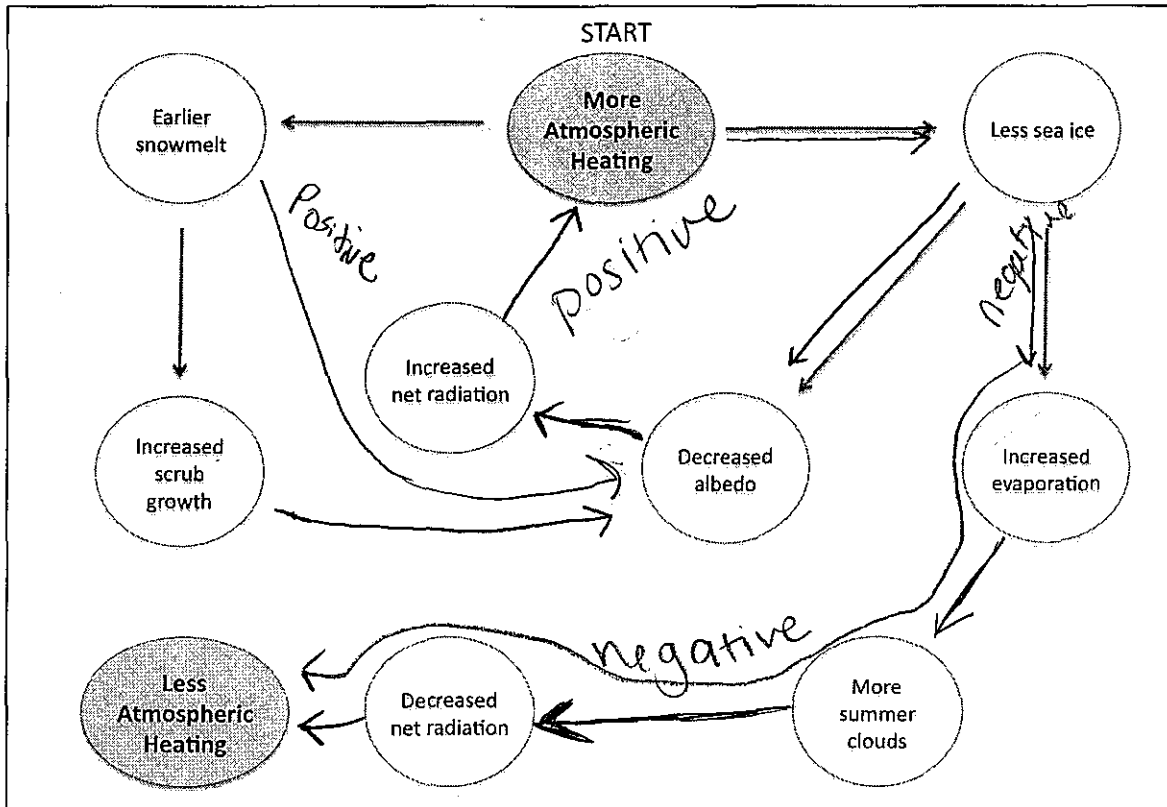 START
More
Atmospheric
Heating
Earlier
snowmelt
Less sea ice
Positive
positive
negative
Increased
net radiation
Increased
scrub
growth
Decreased
albedo
Increased
evaporation
negative
Less
Atmospheric
Heating
Decreased
net radiation
More
summer
clouds